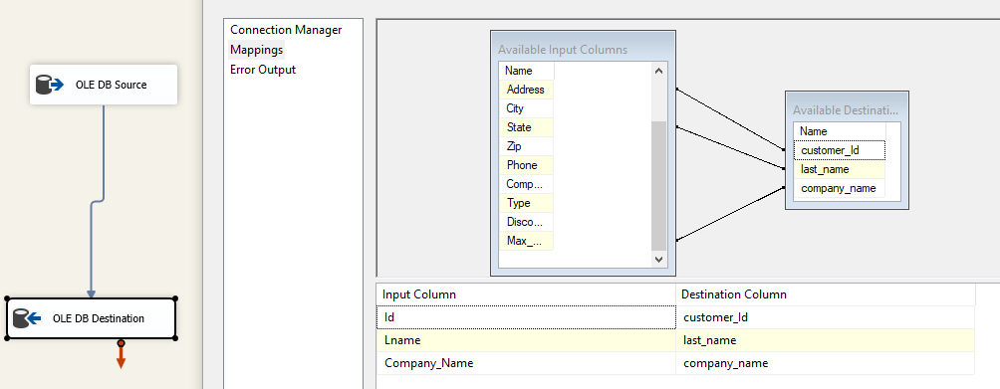 OLE DB Source
OLE DB Destination
Connection Manager
Mappings
Error Output
Available Input Columns
Name
Address
City
State
Zip
Phone
Comp...
Type
Disco...
Max_...
Available Destinati...
Name
customer_Id
last_name
company_name
Input Column Destination Column
Id customer_Id
Lname last_name
Company_Name company_name